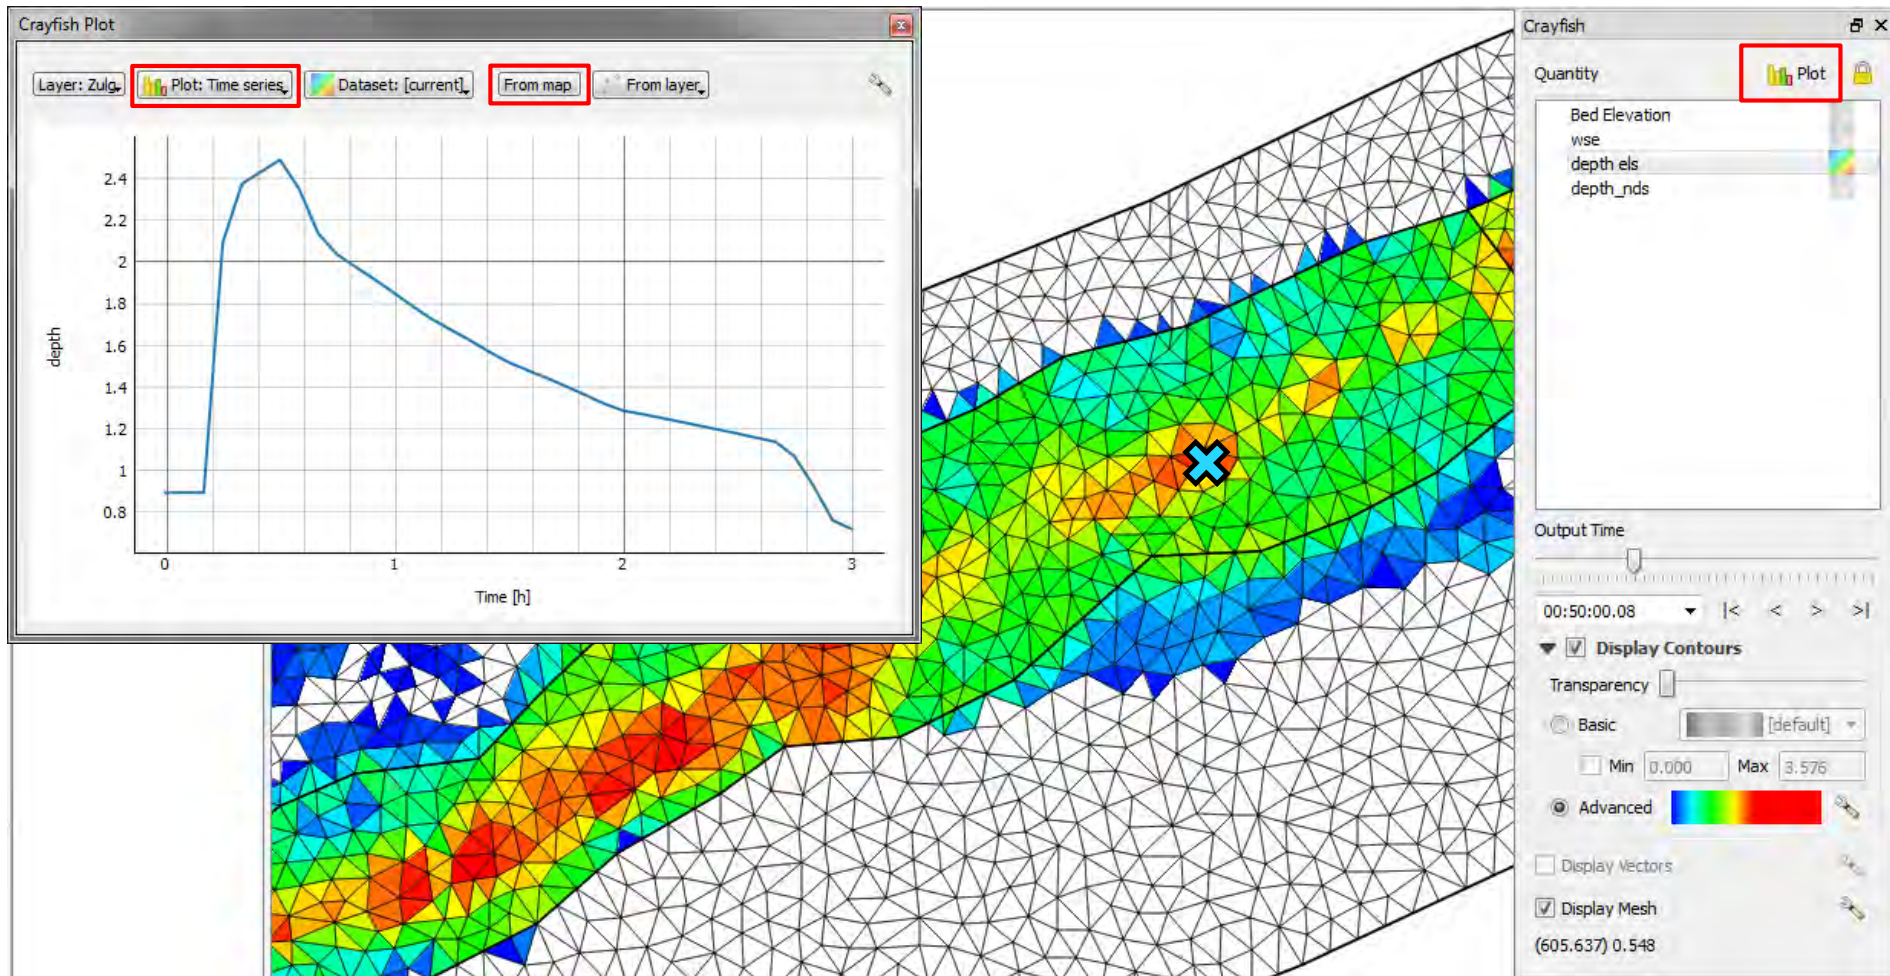 Crayfish Plot
Layer: Zulg
Plot: Time series
Dataset: [current]
From map
From layer
2.4
2.2
2
1.8
1.6
1.4
1.2
1
0.8
depth
0
1
2
3
Time [h]
Crayfish
Quantity
Plot
Bed Elevation
wse
depth els
depth_nds
Output Time
00:50:00.08
|<
<
>
>|
Display Contours
Transparency
Basic
[default]
Min
0.000
Max
3.576
Advanced
Display Vectors
Display Mesh
(605.637) 0.548